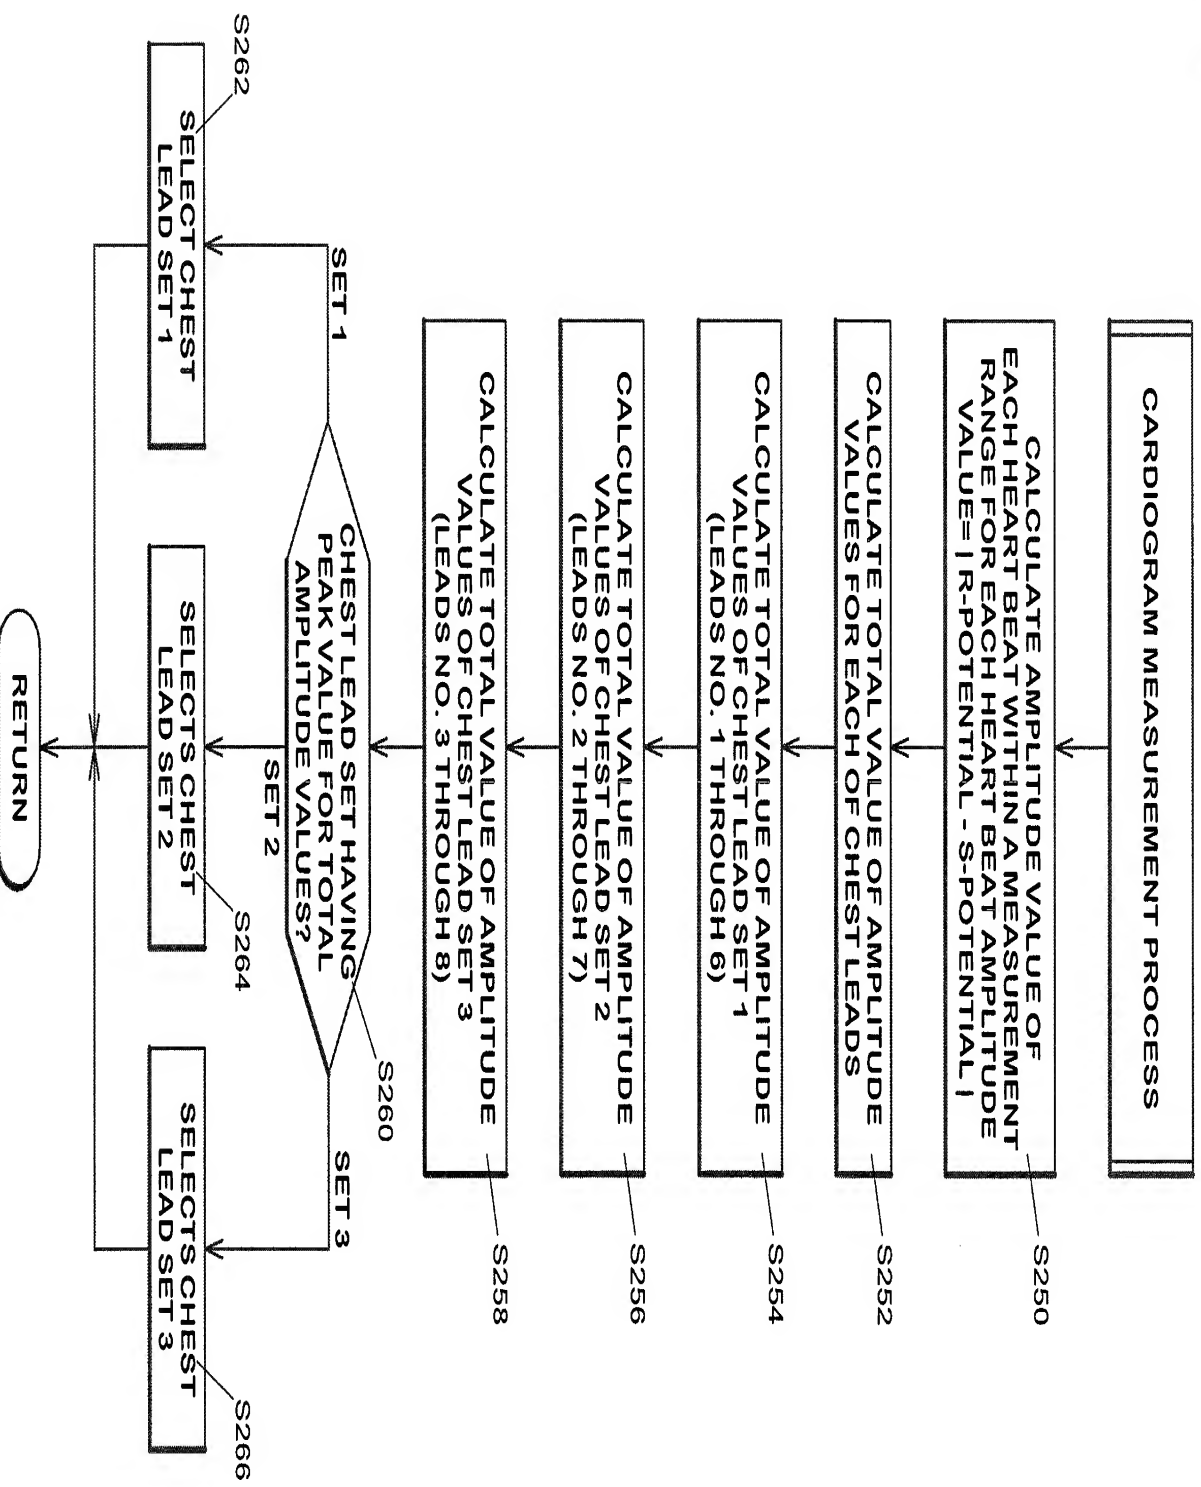 CARDIOGRAM MEASUREMENT PROCESS
CALCULATE AMPLITUDE VALUE OF
EACH HEART BEAT WITHIN A MEASUREMENT
RANGE FOR EACH HEART BEAT AMPLITUDE
VALUE= | R-POTENTIAL - S-POTENTIAL |
S250
CALCULATE TOTAL VALUE OF AMPLITUDE
VALUES FOR EACH OF CHEST LEADS
S252
CALCULATE TOTAL VALUE OF AMPLITUDE
VALUES OF CHEST LEAD SET 1
(LEADS NO. 1 THROUGH 6)
S254
CALCULATE TOTAL VALUE OF AMPLITUDE
VALUES OF CHEST LEAD SET 2
(LEADS NO. 2 THROUGH 7)
S256
CALCULATE TOTAL VALUE OF AMPLITUDE
VALUES OF CHEST LEAD SET 3
(LEADS NO. 3 THROUGH 8)
S258
CHEST LEAD SET HAVING
PEAK VALUE FOR TOTAL
AMPLITUDE VALUES?
S260
SET 1
SET 2
SET 3
S262
SELECT CHEST
LEAD SET 1
SELECTS CHEST
LEAD SET 2
S264
SELECTS CHEST
LEAD SET 3
S266
RETURN